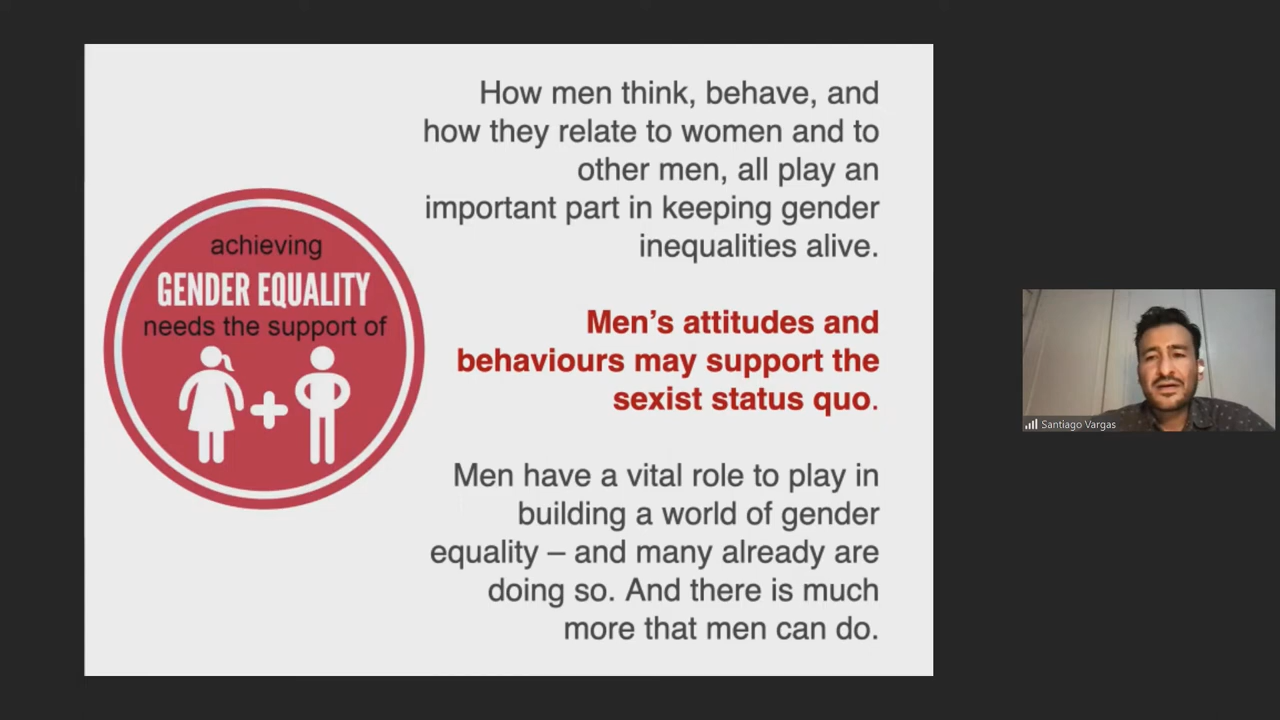 How men think, behave, and
how they relate to women and to
other men, all play an
important part in keeping gender
inequalities alive.
achieving
GENDER EQUALITY
needs the support of
Men's attitudes and
behaviours may support the
sexist status quo.
Men have a vital role to play in
building a world of gender
equality – and many already are
doing so. And there is much
more that men can do.
Santiago Vargas